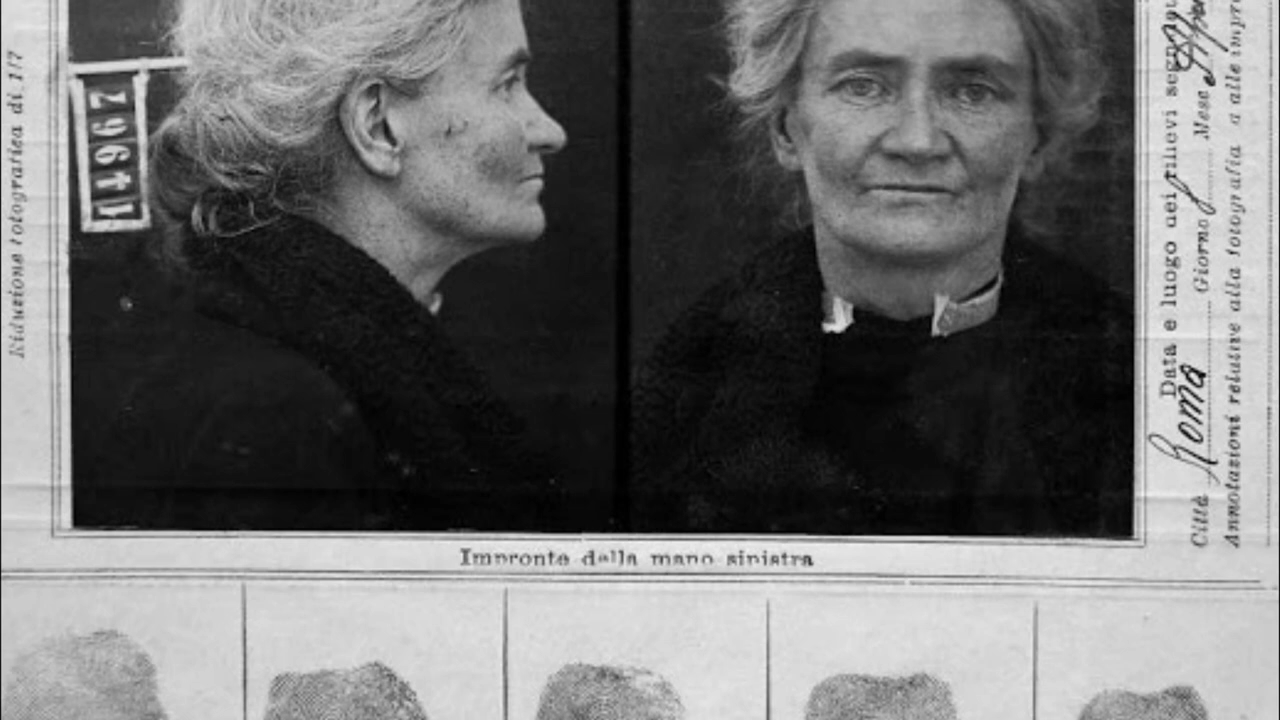 Riduzione fotografica di 1/7
14967
Data e luogo dei rilievi
Città Roma Giorno Mese
Annotazioni relative alla fotografia a alle
Impronte della mano sinistra